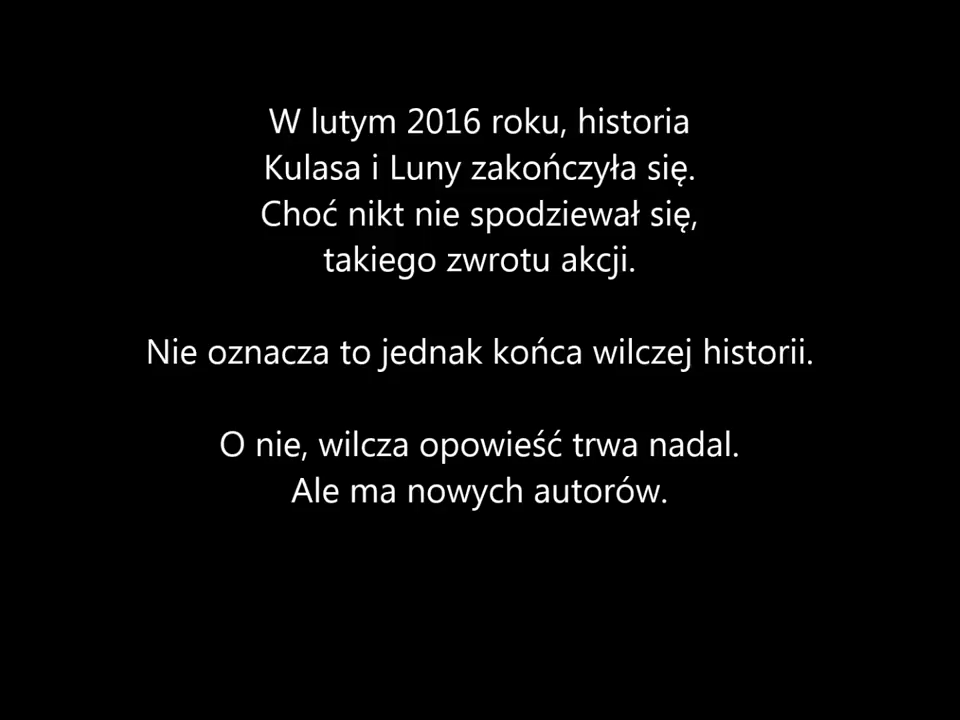 W lutym 2016 roku, historia
Kulasa i Luny zakończyła się.
Choć nikt nie spodziewał się,
takiego zwrotu akcji.
Nie oznacza to jednak końca wilczej historii.
O nie, wilcza opowieść trwa nadal.
Ale ma nowych autorów.